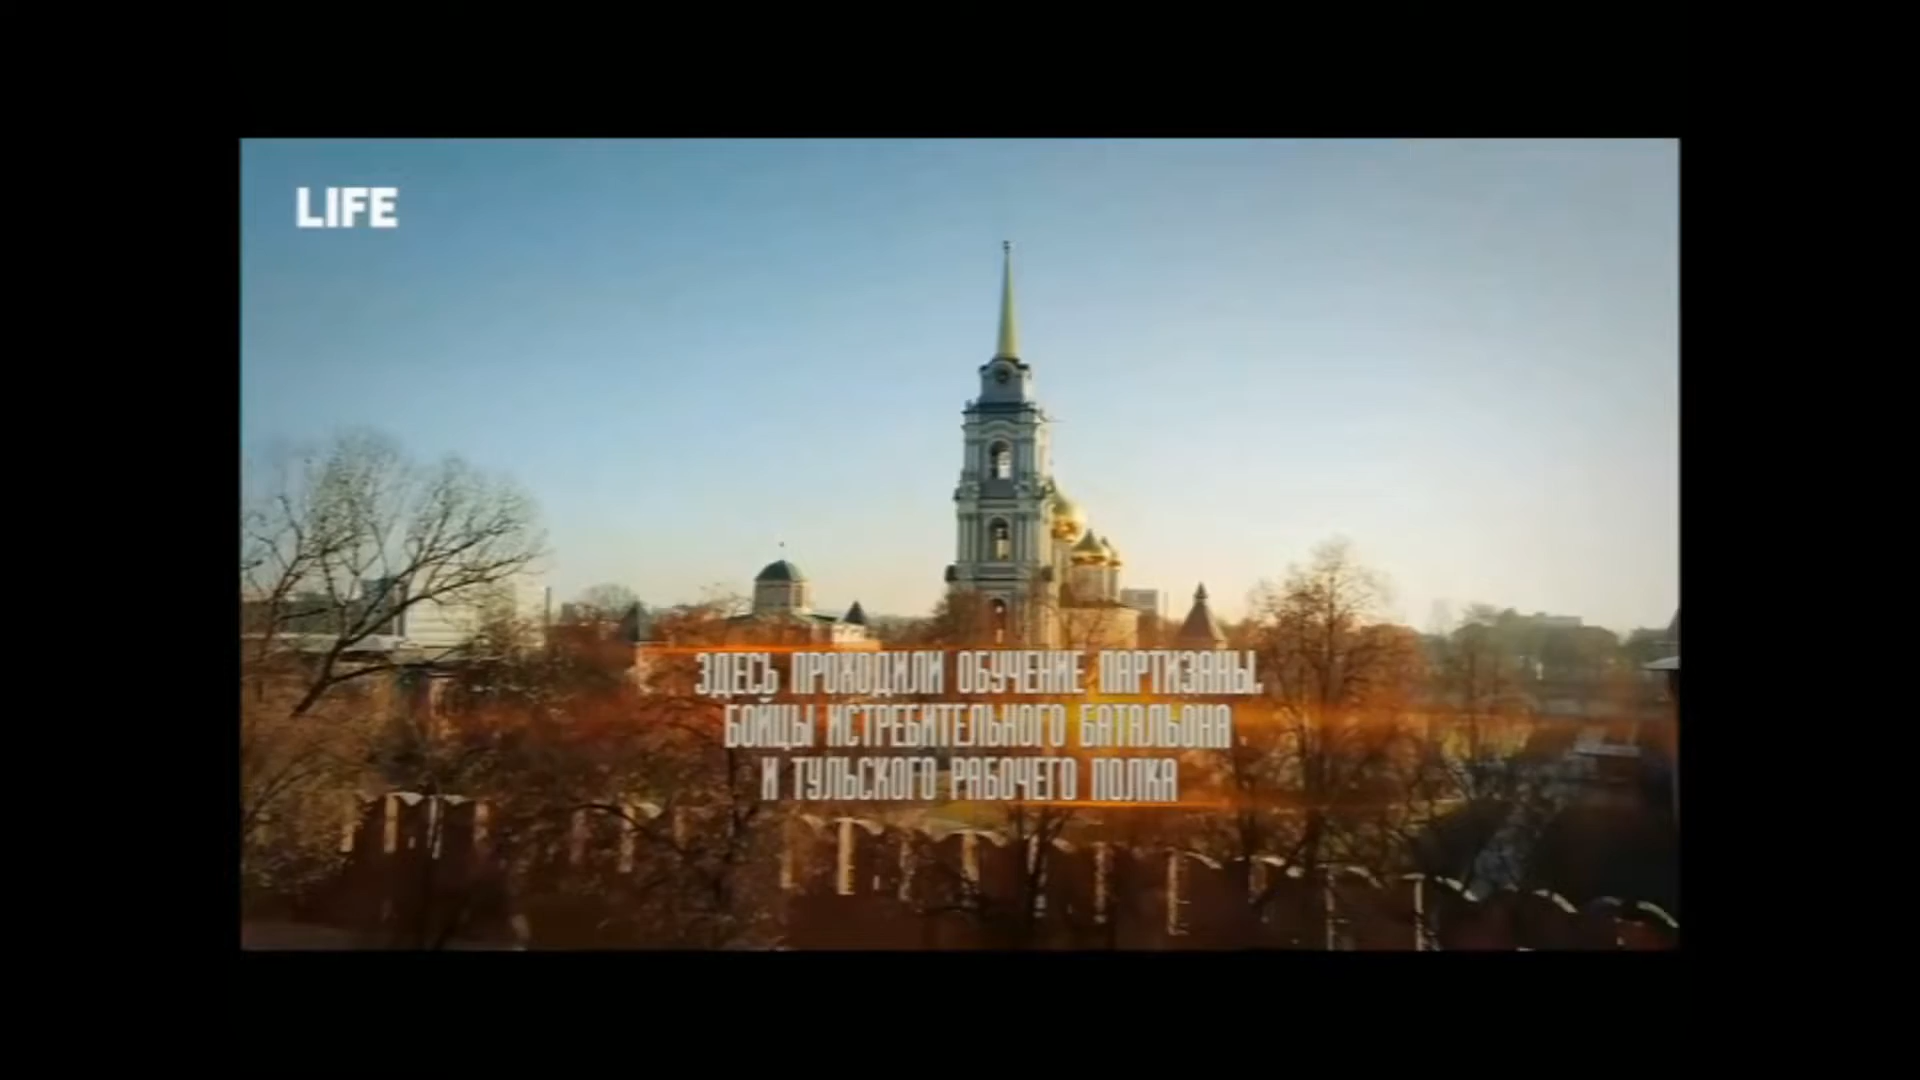 LIFE
ЗДЕСЬ ПРОХОДИЛИ ОБУЧЕНИЕ ПАРТИЗАНЫ,
БОЙЦЫ ИСТРЕБИТЕЛЬНОГО БАТАЛЬОНА
И ТУЛЬСКОГО РАБОЧЕГО ПОЛКА